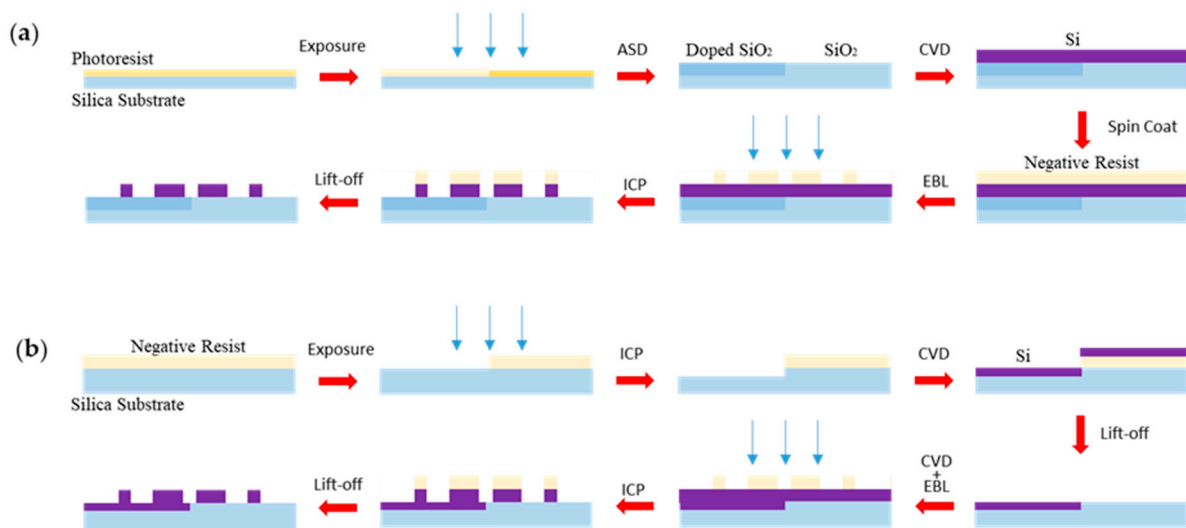 (a)
Photoresist
Silica Substrate
Exposure
ASD
Doped SiO₂
SiO₂
CVD
Si
Spin Coat
Negative Resist
EBL
ICP
Lift-off
(b)
Negative Resist
Silica Substrate
Exposure
ICP
CVD
Si
Lift-off
CVD
+
EBL
ICP
Lift-off